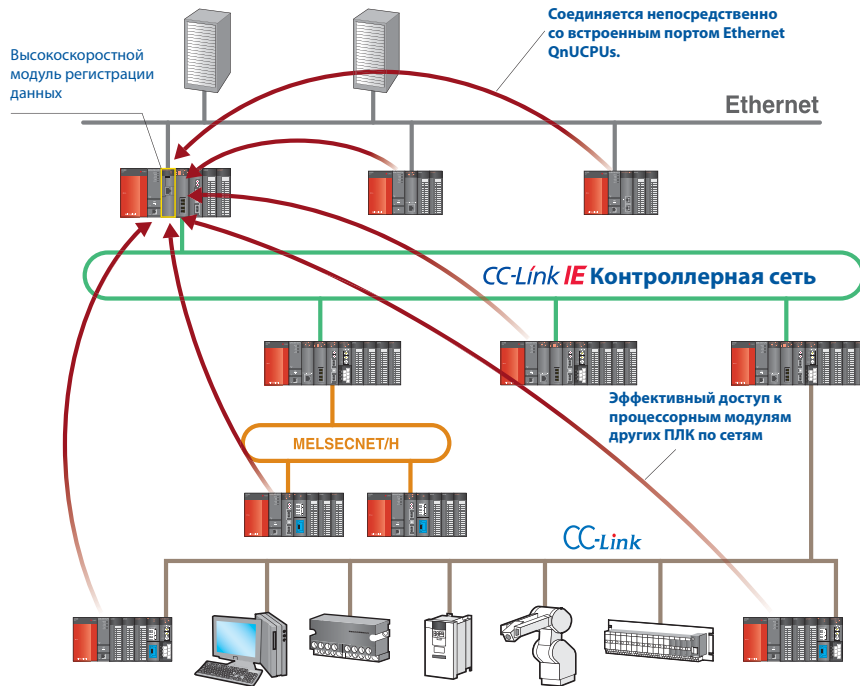 Соединяется непосредственно
со встроенным портом Ethernet
QnUCPUs.
Высокоскоростной
модуль регистрации
данных
Ethernet
CC-Link IE Контроллерная сеть
Эффективный доступ к
процессорным модулям
других ПЛК по сетям
MELSECNET/H
CC-Link